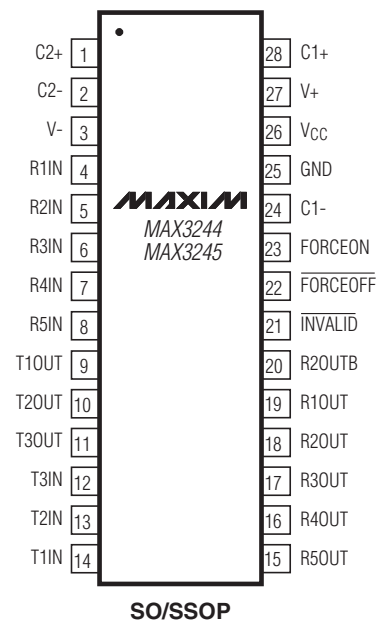 C2+ 1
C2- 2
V- 3
R1IN 4
R2IN 5
R3IN 6
R4IN 7
R5IN 8
T1OUT 9
T2OUT 10
T3OUT 11
T3IN 12
T2IN 13
T1IN 14
MAXIM
MAX3244
MAX3245
28 C1+
27 V+
26 VCC
25 GND
24 C1-
23 FORCEON
22 FORCEOFF
21 INVALID
20 R2OUTB
19 R1OUT
18 R2OUT
17 R3OUT
16 R4OUT
15 R5OUT
SO/SSOP